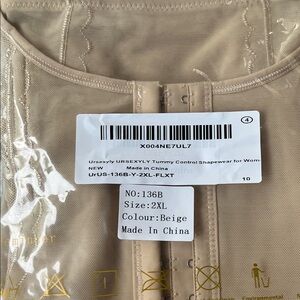 ④
X004NE7UL7
Ursexyly URSEXYLY Tummy Control Shapewear for Wom
NEW Made in China
UrUS-136B-Y-2XL-FLXT
10
NO:136B
Size:2XL
Colour:Beige
Made In China
Environmental